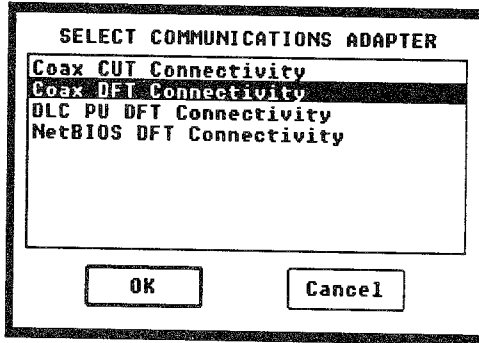 SELECT COMMUNICATIONS ADAPTER
Coax CUT Connectivity
Coax DFT Connectivity
DLC PU DFT Connectivity
NetBIOS DFT Connectivity
OK
Cancel